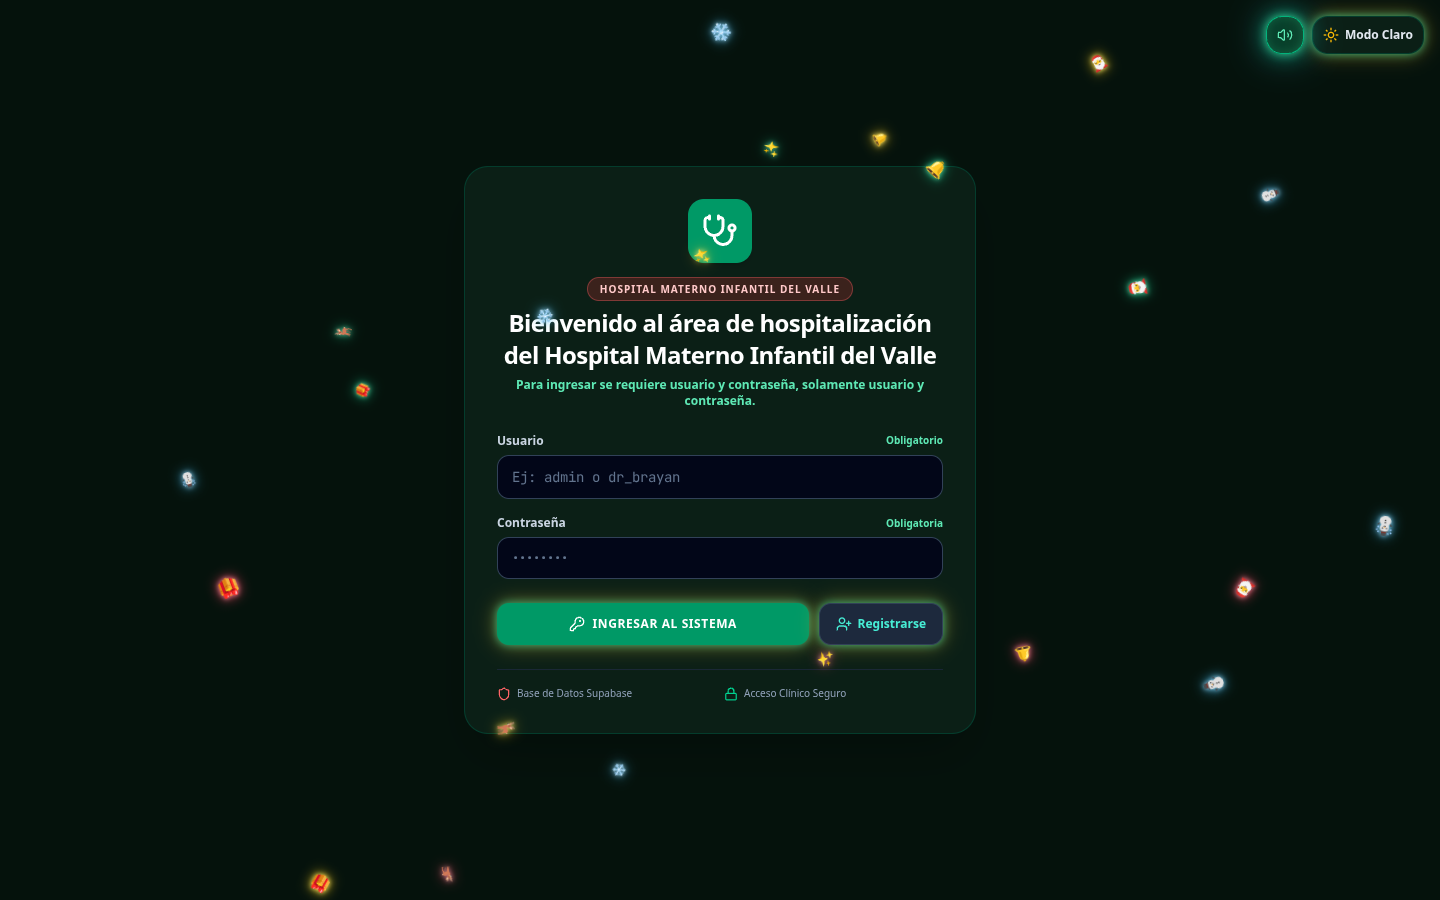 Modo Claro
HOSPITAL MATERNO INFANTIL DEL VALLE
Bienvenido al área de hospitalización
del Hospital Materno Infantil del Valle
Para ingresar se requiere usuario y contraseña, solamente usuario y
contraseña.
Usuario
Obligatorio
Ej: admin o dr_brayan
Contraseña
Obligatoria
••••••••
INGRESAR AL SISTEMA
Registrarse
Base de Datos Supabase
Acceso Clínico Seguro